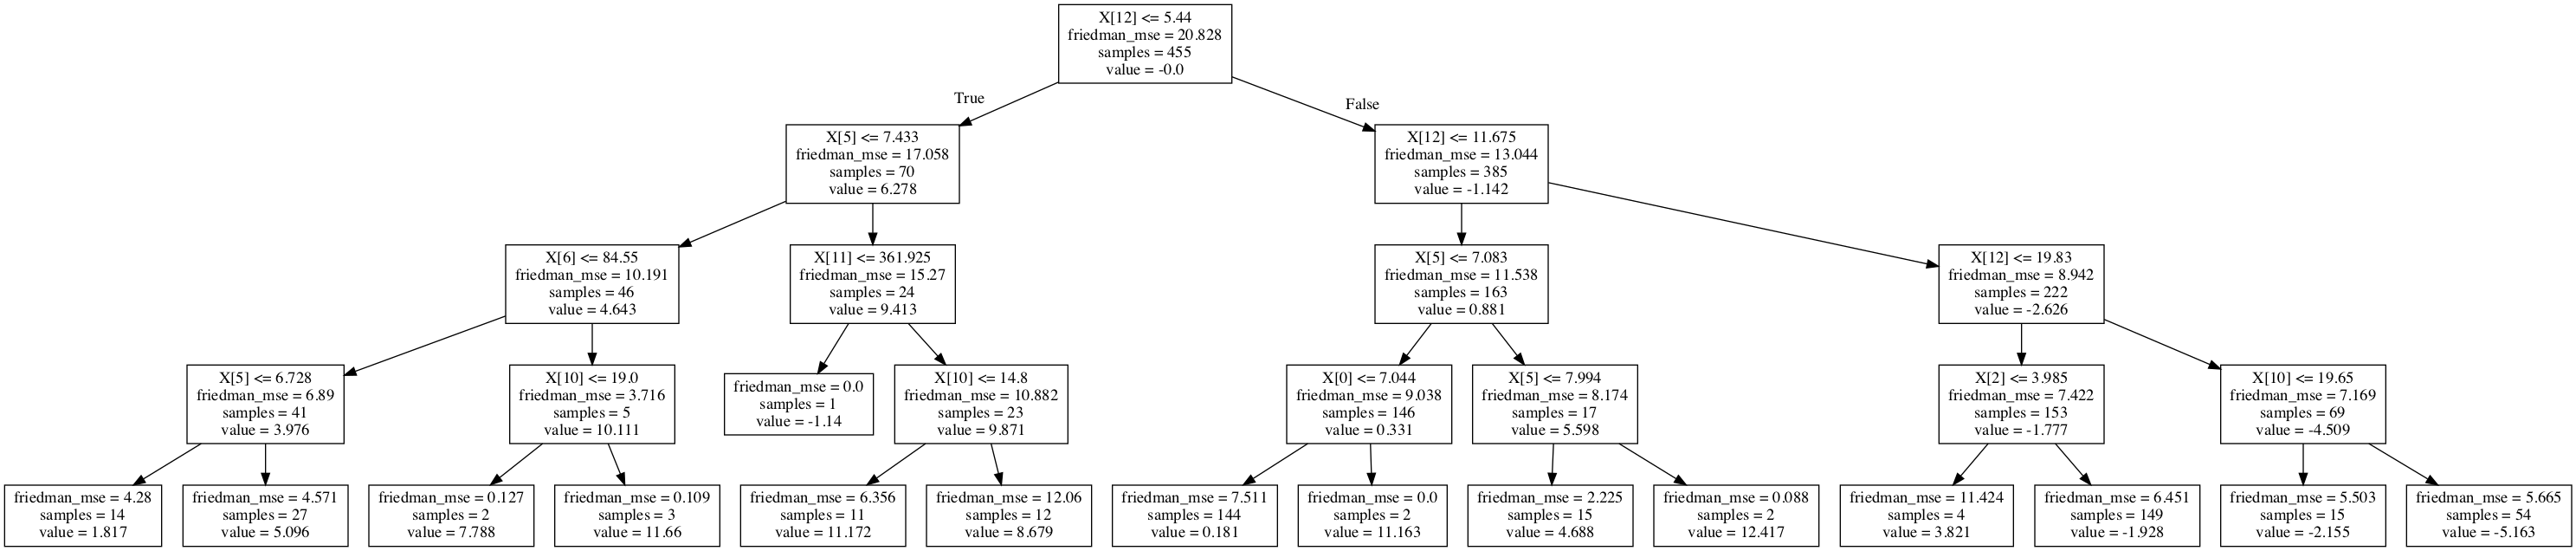 X[12] <= 5.44
friedman_mse = 20.828
samples = 455
value = -0.0
True
False
X[5] <= 7.433
friedman_mse = 17.058
samples = 70
value = 6.278
X[12] <= 11.675
friedman_mse = 13.044
samples = 385
value = -1.142
X[6] <= 84.55
friedman_mse = 10.191
samples = 46
value = 4.643
X[11] <= 361.925
friedman_mse = 15.27
samples = 24
value = 9.413
X[5] <= 7.083
friedman_mse = 11.538
samples = 163
value = 0.881
X[12] <= 19.83
friedman_mse = 8.942
samples = 222
value = -2.626
X[5] <= 6.728
friedman_mse = 6.89
samples = 41
value = 3.976
X[10] <= 19.0
friedman_mse = 3.716
samples = 5
value = 10.111
friedman_mse = 0.0
samples = 1
value = -1.14
X[10] <= 14.8
friedman_mse = 10.882
samples = 23
value = 9.871
X[0] <= 7.044
friedman_mse = 9.038
samples = 146
value = 0.331
X[5] <= 7.994
friedman_mse = 8.174
samples = 17
value = 5.598
X[2] <= 3.985
friedman_mse = 7.422
samples = 153
value = -1.777
X[10] <= 19.65
friedman_mse = 7.169
samples = 69
value = -4.509
friedman_mse = 4.28
samples = 14
value = 1.817
friedman_mse = 4.571
samples = 27
value = 5.096
friedman_mse = 0.127
samples = 2
value = 7.788
friedman_mse = 0.109
samples = 3
value = 11.66
friedman_mse = 6.356
samples = 11
value = 11.172
friedman_mse = 12.06
samples = 12
value = 8.679
friedman_mse = 7.511
samples = 144
value = 0.181
friedman_mse = 0.0
samples = 2
value = 11.163
friedman_mse = 2.225
samples = 15
value = 4.688
friedman_mse = 0.088
samples = 2
value = 12.417
friedman_mse = 11.424
samples = 4
value = 3.821
friedman_mse = 6.451
samples = 149
value = -1.928
friedman_mse = 5.503
samples = 15
value = -2.155
friedman_mse = 5.665
samples = 54
value = -5.163